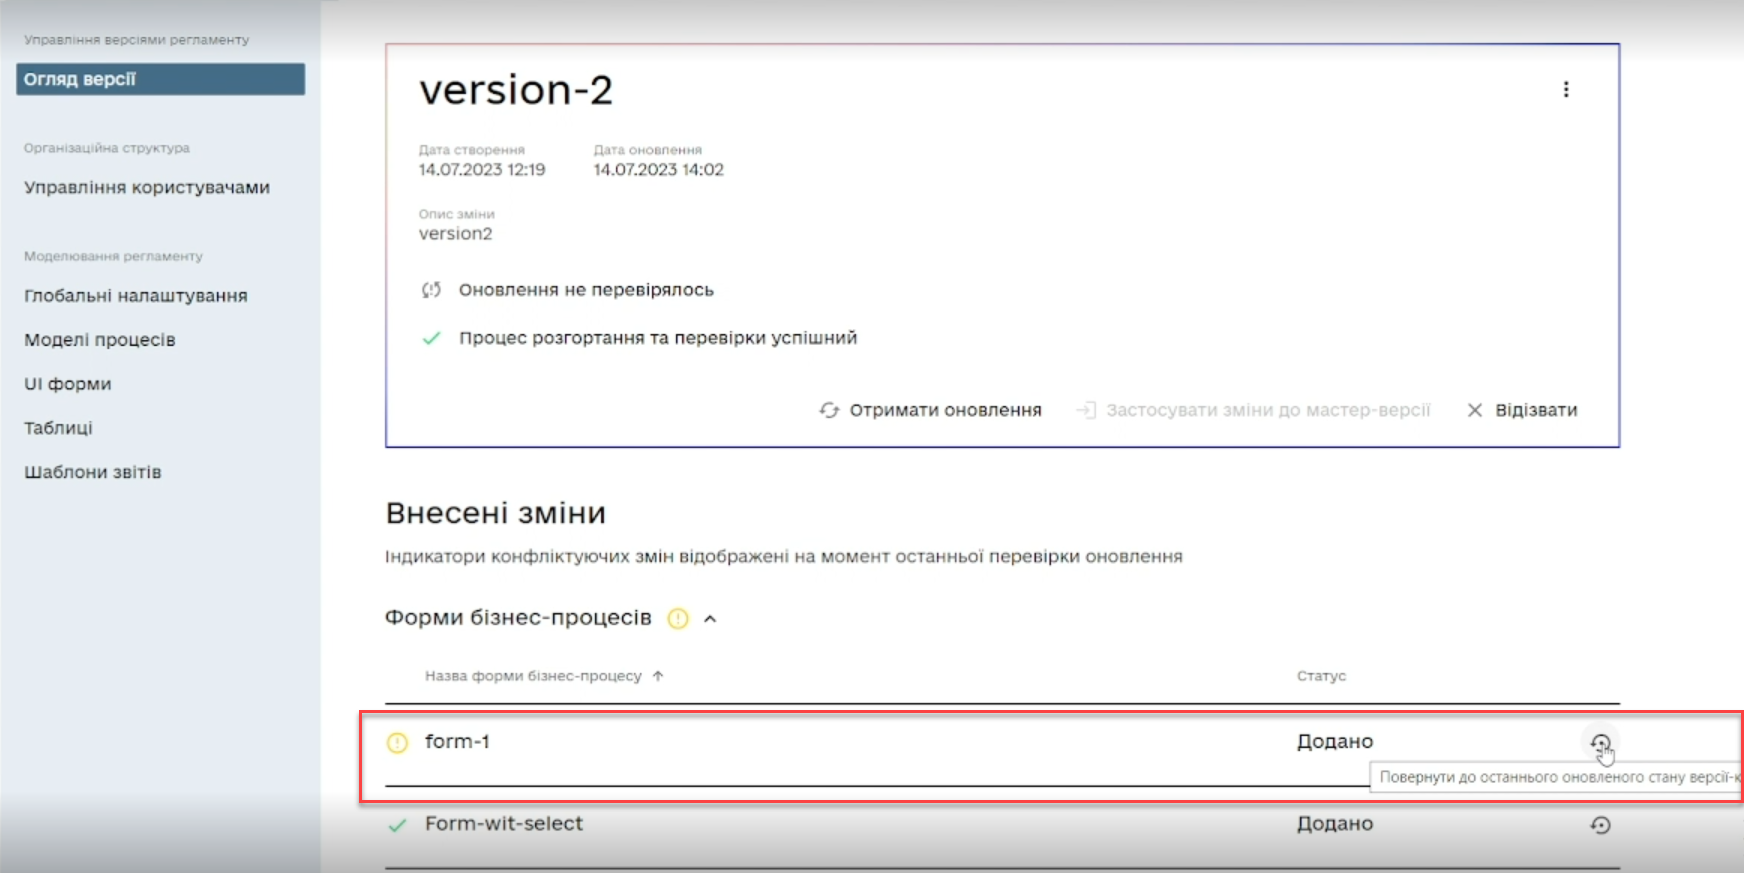 Управління версіями регламенту
Огляд версії
Організаційна структура
Управління користувачами
Моделювання регламенту
Глобальні налаштування
Моделі процесів
UI форми
Таблиці
Шаблони звітів
version-2
Дата створення Дата оновлення
14.07.2023 12:19 14.07.2023 14:02
Опис зміни
version2
Оновлення не перевірялось
Процес розгортання та перевірки успішний
Отримати оновлення Застосувати зміни до мастер-версії Відізвати
Внесені зміни
Індикатори конфліктуючих змін відображені на момент останньої перевірки оновлення
Форми бізнес-процесів
Назва форми бізнес-процесу Статус
form-1 Додано
Повернути до останнього оновленого стану версії-к
Form-wit-select Додано